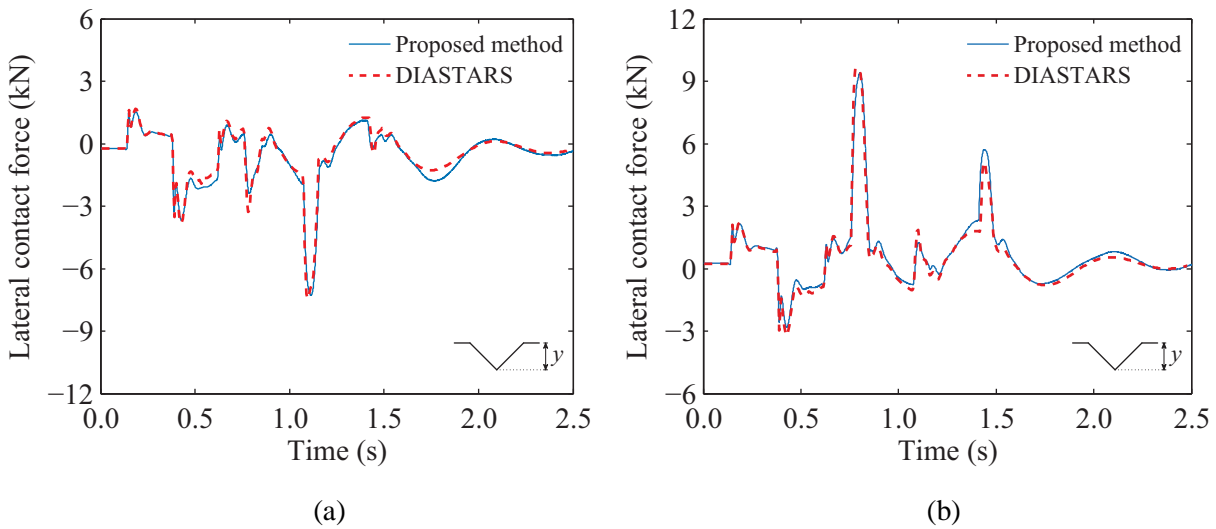 6
3
0
−3
−6
−9
−12
Lateral contact force (kN)
Proposed method
DIASTARS
y
0.0 0.5 1.0 1.5 2.0 2.5
Time (s)
(a)
12
9
6
3
0
−3
−6
Lateral contact force (kN)
Proposed method
DIASTARS
y
0.0 0.5 1.0 1.5 2.0 2.5
Time (s)
(b)